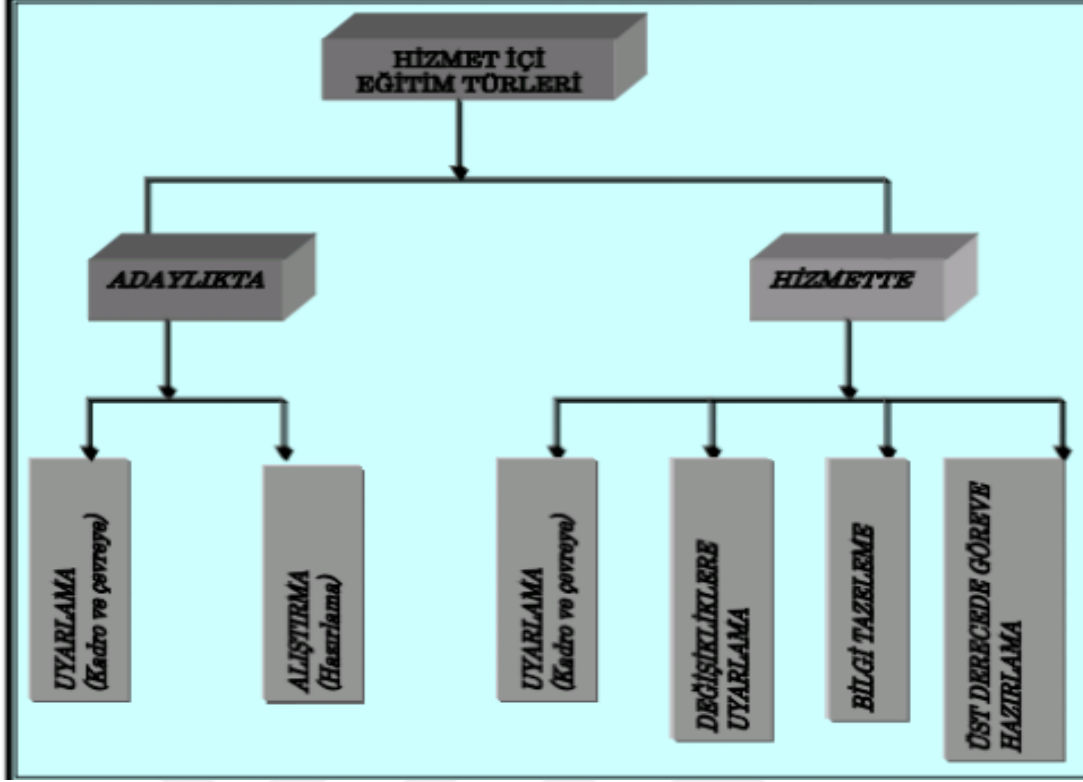 HİZMET İÇİ
EĞİTİM TÜRLERİ
ADAYLIKTA
HİZMETTE
UYARLAMA
(Kadro ve çevreye)
ALIŞTIRMA
(Hazırlama)
UYARLAMA
(Kadro ve çevreye)
DEĞİŞİKLİKLERE
UYARLAMA
BİLGİ TAZELEME
ÜST DERECEDE GÖREVE
HAZIRLAMA